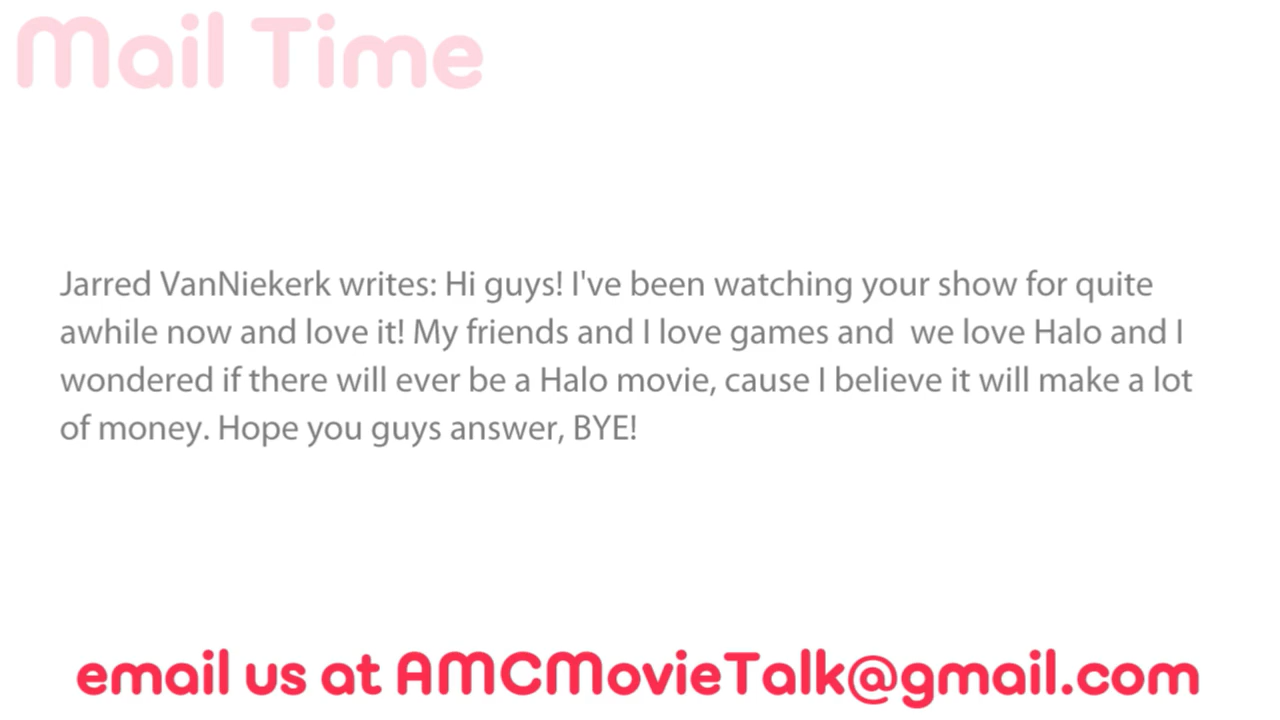 Mail Time
Jarred VanNiekerk writes: Hi guys! I've been watching your show for quite
awhile now and love it! My friends and I love games and  we love Halo and I
wondered if there will ever be a Halo movie, cause I believe it will make a lot
of money. Hope you guys answer, BYE!
email us at AMCMovieTalk@gmail.com